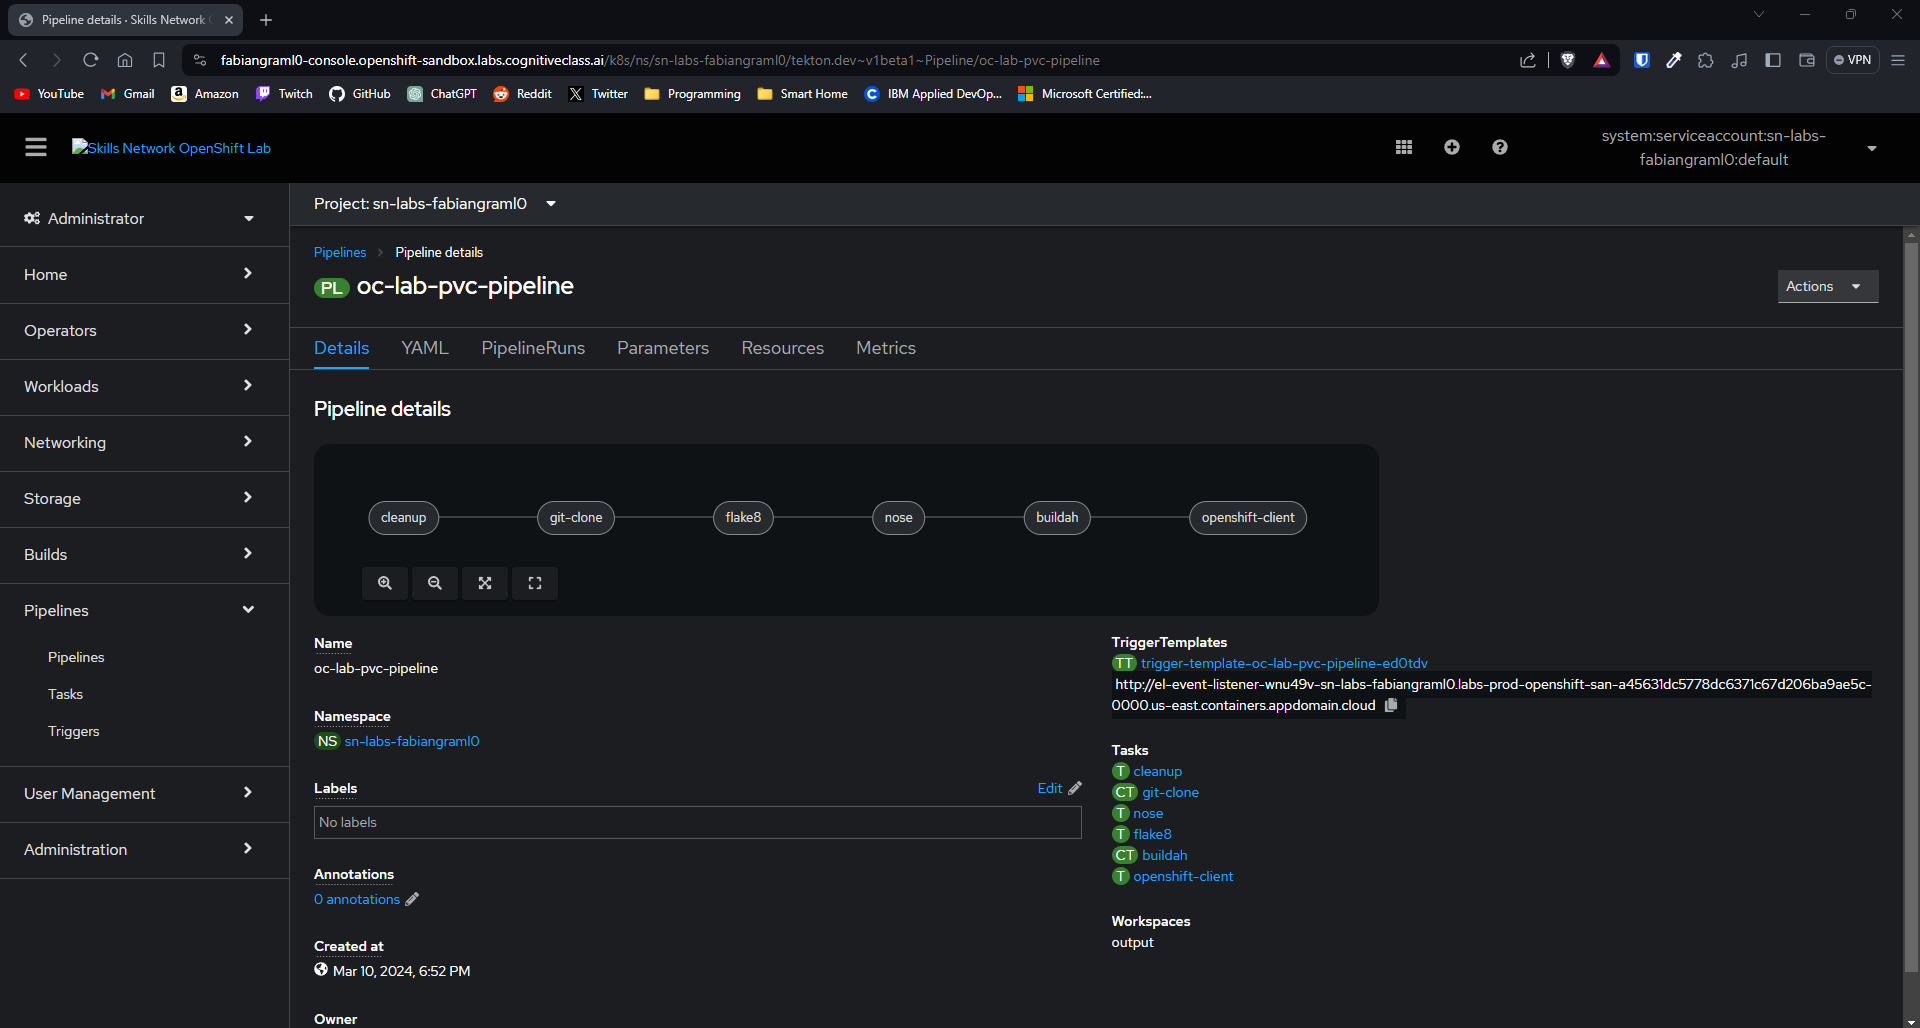 Pipeline details · Skills Network
fabiangraml0-console.openshift-sandbox.labs.cognitiveclass.ai/k8s/ns/sn-labs-fabiangraml0/tekton.dev~v1beta1~Pipeline/oc-lab-pvc-pipeline
VPN
YouTube Gmail Amazon Twitch GitHub ChatGPT Reddit Twitter Programming Smart Home IBM Applied DevOp... Microsoft Certified:...
Skills Network OpenShift Lab
system:serviceaccount:sn-labs-
fabiangraml0:default
Administrator
Home
Operators
Workloads
Networking
Storage
Builds
Pipelines
Pipelines
Tasks
Triggers
User Management
Administration
Project: sn-labs-fabiangraml0
Pipelines Pipeline details
PL oc-lab-pvc-pipeline
Actions
Details YAML PipelineRuns Parameters Resources Metrics
Pipeline details
cleanup git-clone flake8 nose buildah openshift-client
Name
oc-lab-pvc-pipeline
Namespace
NS sn-labs-fabiangraml0
Labels Edit
No labels
Annotations
0 annotations
Created at
Mar 10, 2024, 6:52 PM
Owner
TriggerTemplates
TT trigger-template-oc-lab-pvc-pipeline-ed0tdv
http://el-event-listener-wnu49v-sn-labs-fabiangraml0.labs-prod-openshift-san-a45631dc5778dc6371c67d206ba9ae5c-
0000.us-east.containers.appdomain.cloud
Tasks
T cleanup
CT git-clone
T nose
T flake8
CT buildah
T openshift-client
Workspaces
output